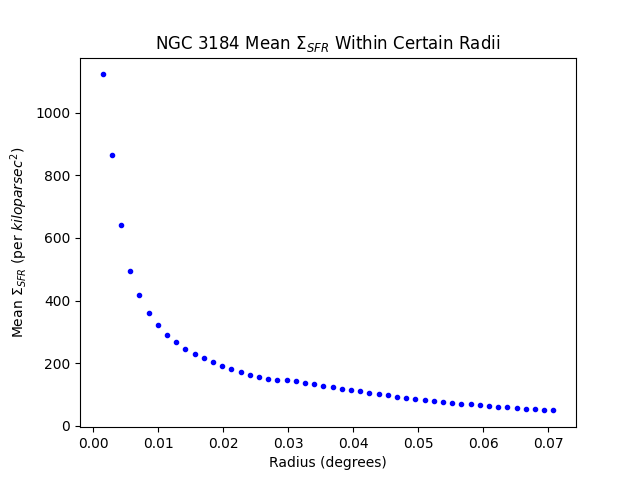 NGC 3184 Mean Σ_SFR Within Certain Radii
Mean Σ_SFR (per kiloparsec²)
1000
800
600
400
200
0
0.00 0.01 0.02 0.03 0.04 0.05 0.06 0.07
Radius (degrees)